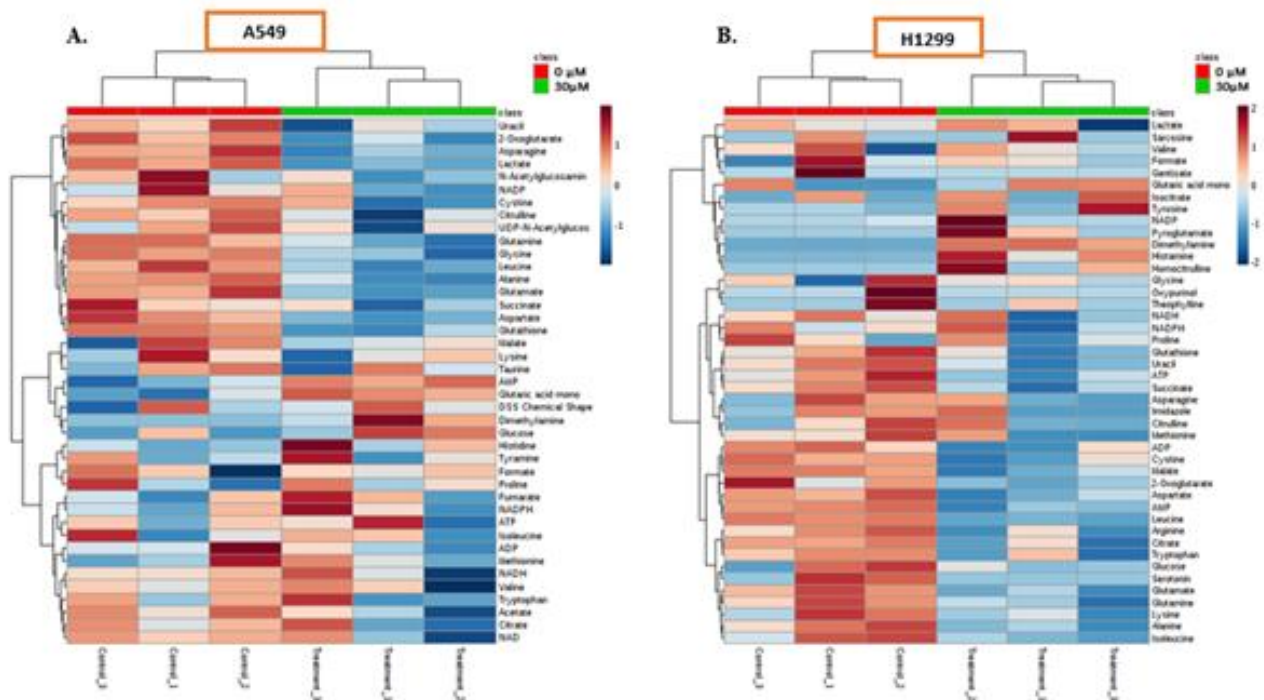 A.
A549
class
0 µM
30µM
class
1
0
-1
Uracil
2-Oxoglutarate
Asparagine
Lactate
N-Acetylglucosamin
NADP
Cystine
Citrulline
UDP-N-Acetylglucos
Glutamine
Glycine
Leucine
Alanine
Glutamate
Succinate
Aspartate
Glutathione
Malate
Lysine
Taurine
AMP
Glutaric acid mono
DSS Chemical Shape
Dimethylamine
Glucose
Histidine
Tyramine
Formate
Proline
Fumarate
NADPH
ATP
Isoleucine
ADP
Methionine
NADH
Valine
Tryptophan
Acetate
Citrate
NAD
B.
H1299
class
0 µM
30µM
class
2
1
0
-1
-2
Lactate
Sarcosine
Valine
Formate
Gentisate
Glutaric acid mono
Isocitrate
Tyrosine
NADP
Pyroglutamate
Dimethylamine
Histamine
Homocitrulline
Glycine
Oxypurinol
Theophylline
NADH
NADPH
Proline
Glutathione
Uracil
ATP
Succinate
Asparagine
Imidazole
Citrulline
Methionine
ADP
Cystine
Malate
2-Oxoglutarate
Aspartate
AMP
Leucine
Arginine
Citrate
Tryptophan
Glucose
Serotonin
Glutamate
Glutamine
Lysine
Alanine
Isoleucine